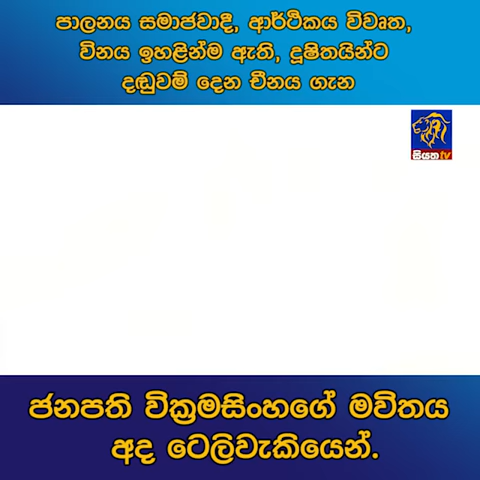 පාලනය සමාජවාදී, ආර්ථිකය විවෘත,
විනය ඉහළින්ම ඇති, දූෂිතයින්ට
දඬුවම් දෙන චීනය ගැන
සියත tv
ජනපති වික්‍රමසිංහගේ මවිතය
අද ටෙලිවැකියෙන්.